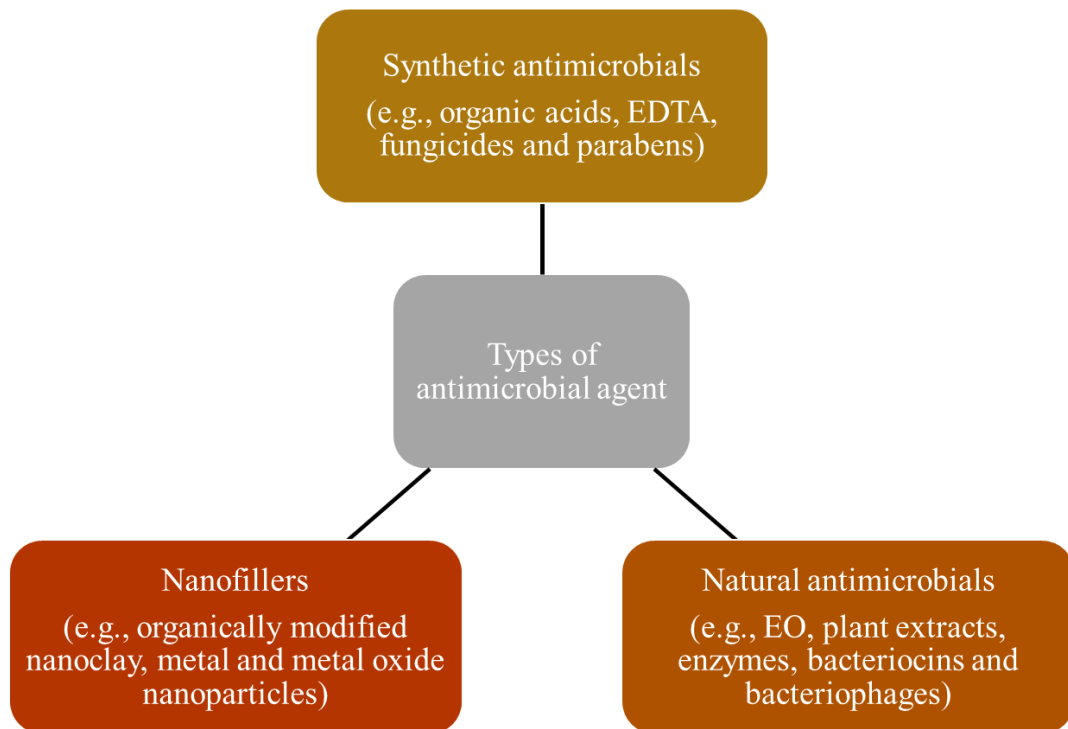 Synthetic antimicrobials
(e.g., organic acids, EDTA,
fungicides and parabens)
Types of
antimicrobial agent
Nanofillers
(e.g., organically modified
nanoclay, metal and metal oxide
nanoparticles)
Natural antimicrobials
(e.g., EO, plant extracts,
enzymes, bacteriocins and
bacteriophages)